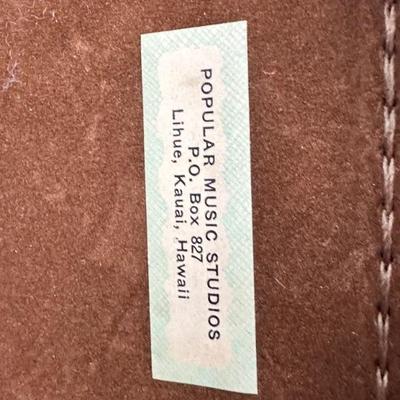 POPULAR MUSIC STUDIOS
P.O. Box 827
Lihue, Kauai, Hawaii